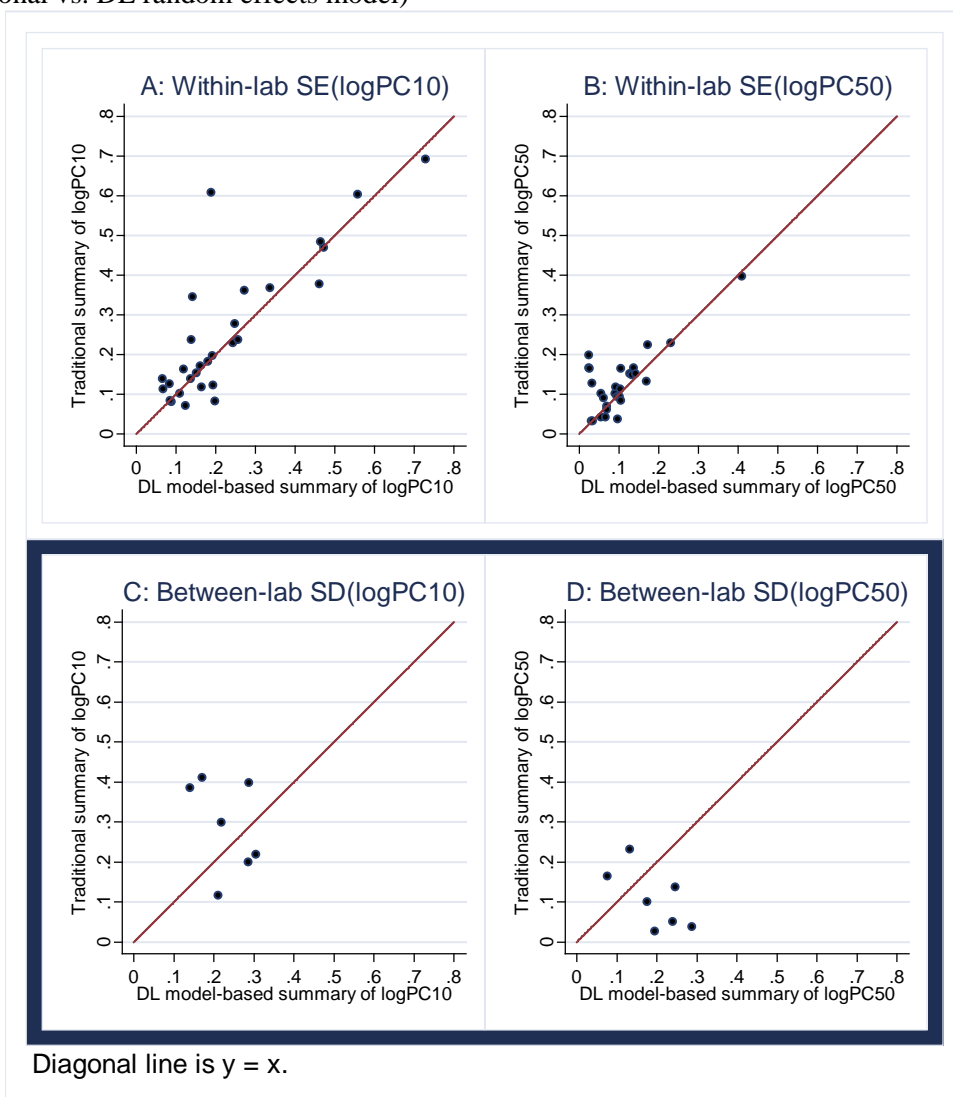 onal vs. DL random effects model)
A: Within-lab SE(logPC10)
Traditional summary of logPC10
0 .1 .2 .3 .4 .5 .6 .7 .8
0 .1 .2 .3 .4 .5 .6 .7 .8
DL model-based summary of logPC10
B: Within-lab SE(logPC50)
Traditional summary of logPC50
0 .1 .2 .3 .4 .5 .6 .7 .8
0 .1 .2 .3 .4 .5 .6 .7 .8
DL model-based summary of logPC50
C: Between-lab SD(logPC10)
Traditional summary of logPC10
0 .1 .2 .3 .4 .5 .6 .7 .8
0 .1 .2 .3 .4 .5 .6 .7 .8
DL model-based summary of logPC10
D: Between-lab SD(logPC50)
Traditional summary of logPC50
0 .1 .2 .3 .4 .5 .6 .7 .8
0 .1 .2 .3 .4 .5 .6 .7 .8
DL model-based summary of logPC50
Diagonal line is y = x.